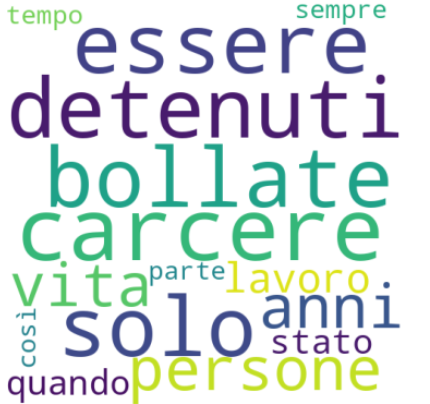 tempo sempre
essere
detenuti
bollate
carcere
vita parte lavoro
così solo anni
stato
quando persone